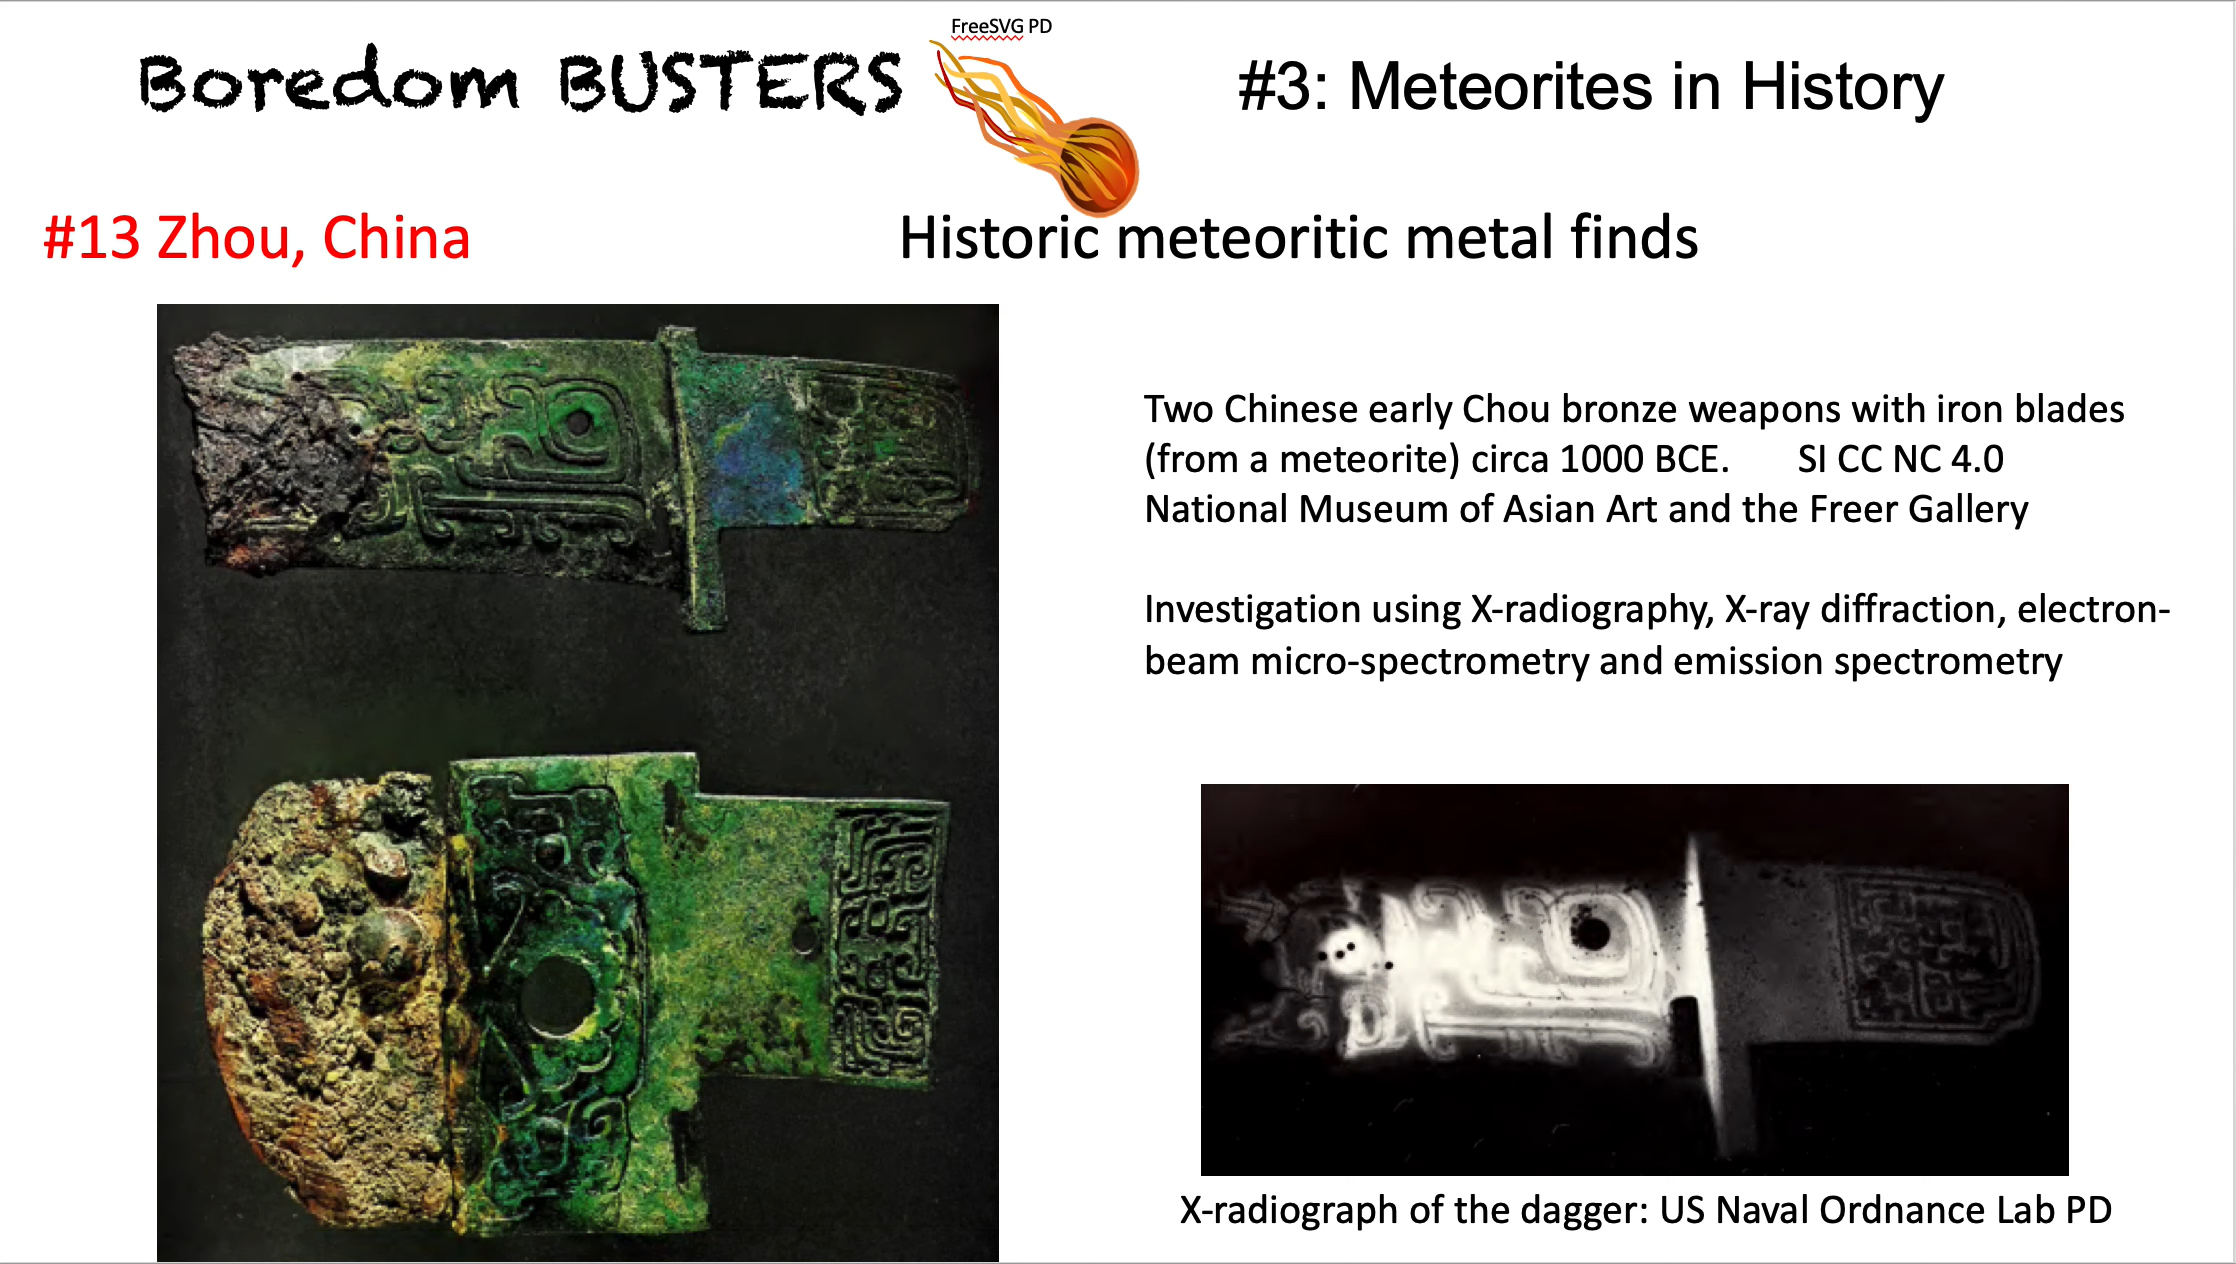 FreeSVG PD
Boredom BUSTERS
#3: Meteorites in History
#13 Zhou, China
Historic meteoritic metal finds
Two Chinese early Chou bronze weapons with iron blades
(from a meteorite) circa 1000 BCE. SI CC NC 4.0
National Museum of Asian Art and the Freer Gallery
Investigation using X-radiography, X-ray diffraction, electron-
beam micro-spectrometry and emission spectrometry
X-radiograph of the dagger: US Naval Ordnance Lab PD